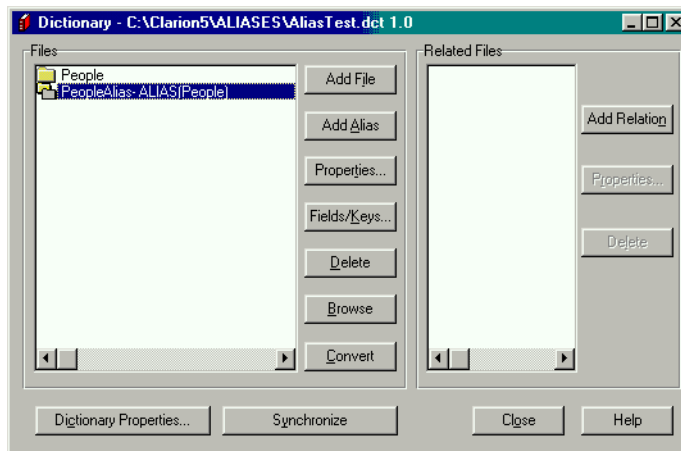 Dictionary - C:\Clarion5\ALIASES\AliasTest.dct 1.0
Files
People
PeopleAlias- ALIAS(People)
Add File
Add Alias
Properties...
Fields/Keys...
Delete
Browse
Convert
Related Files
Add Relation
Properties...
Delete
Dictionary Properties...
Synchronize
Close
Help